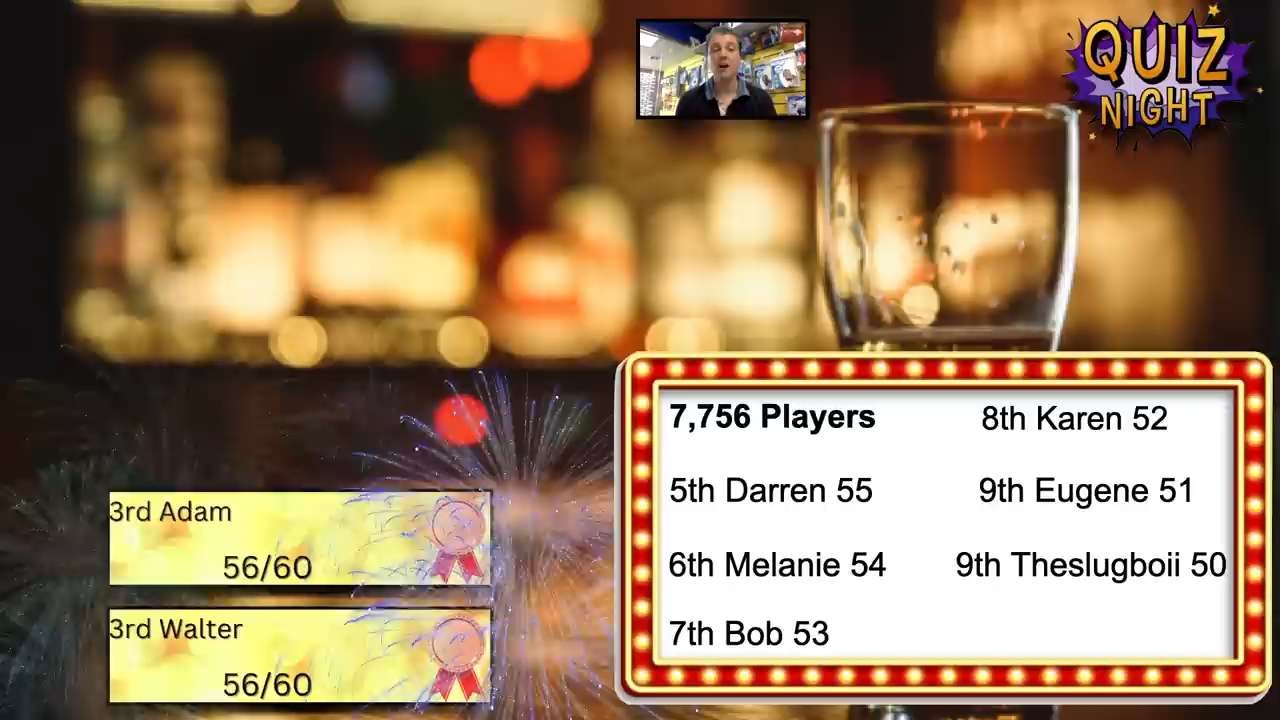 QUIZ
NIGHT
7,756 Players
5th Darren 55
6th Melanie 54
7th Bob 53
8th Karen 52
9th Eugene 51
9th Theslugboii 50
3rd Adam
56/60
3rd Walter
56/60